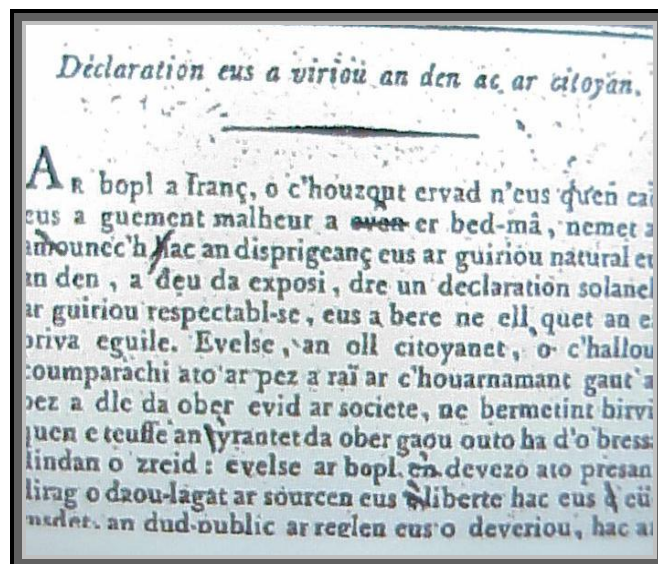 Déclaration eus a viriou an den ac ar citoyan.
AR bopl a franç, o c'houzout ervad n'eus quen
eus a guement malheur a even er bed-mâ, nemet
hac an disprigeanç eus ar guiriou natural
an den, a deu da exposi, dre un declaration
ar guiriou respectabl-se, eus a bere ne ell quet an
priva eguile. Evelse, an oll citoyanet, o c'hallou
coumparachi ato ar pez a raï ar c'houarnamant gant a
pez a dle da ober evid ar societe, ne bermetint birvi
quen e teuffe an tyrantet da ober gaou outo ha d'o
dindan o zreid : evelse ar bopl. en devezo ato
dirag o daou-lagat ar sourcen eus liberte hac eus
an dud-public ar reglen eus o deveriou, hac